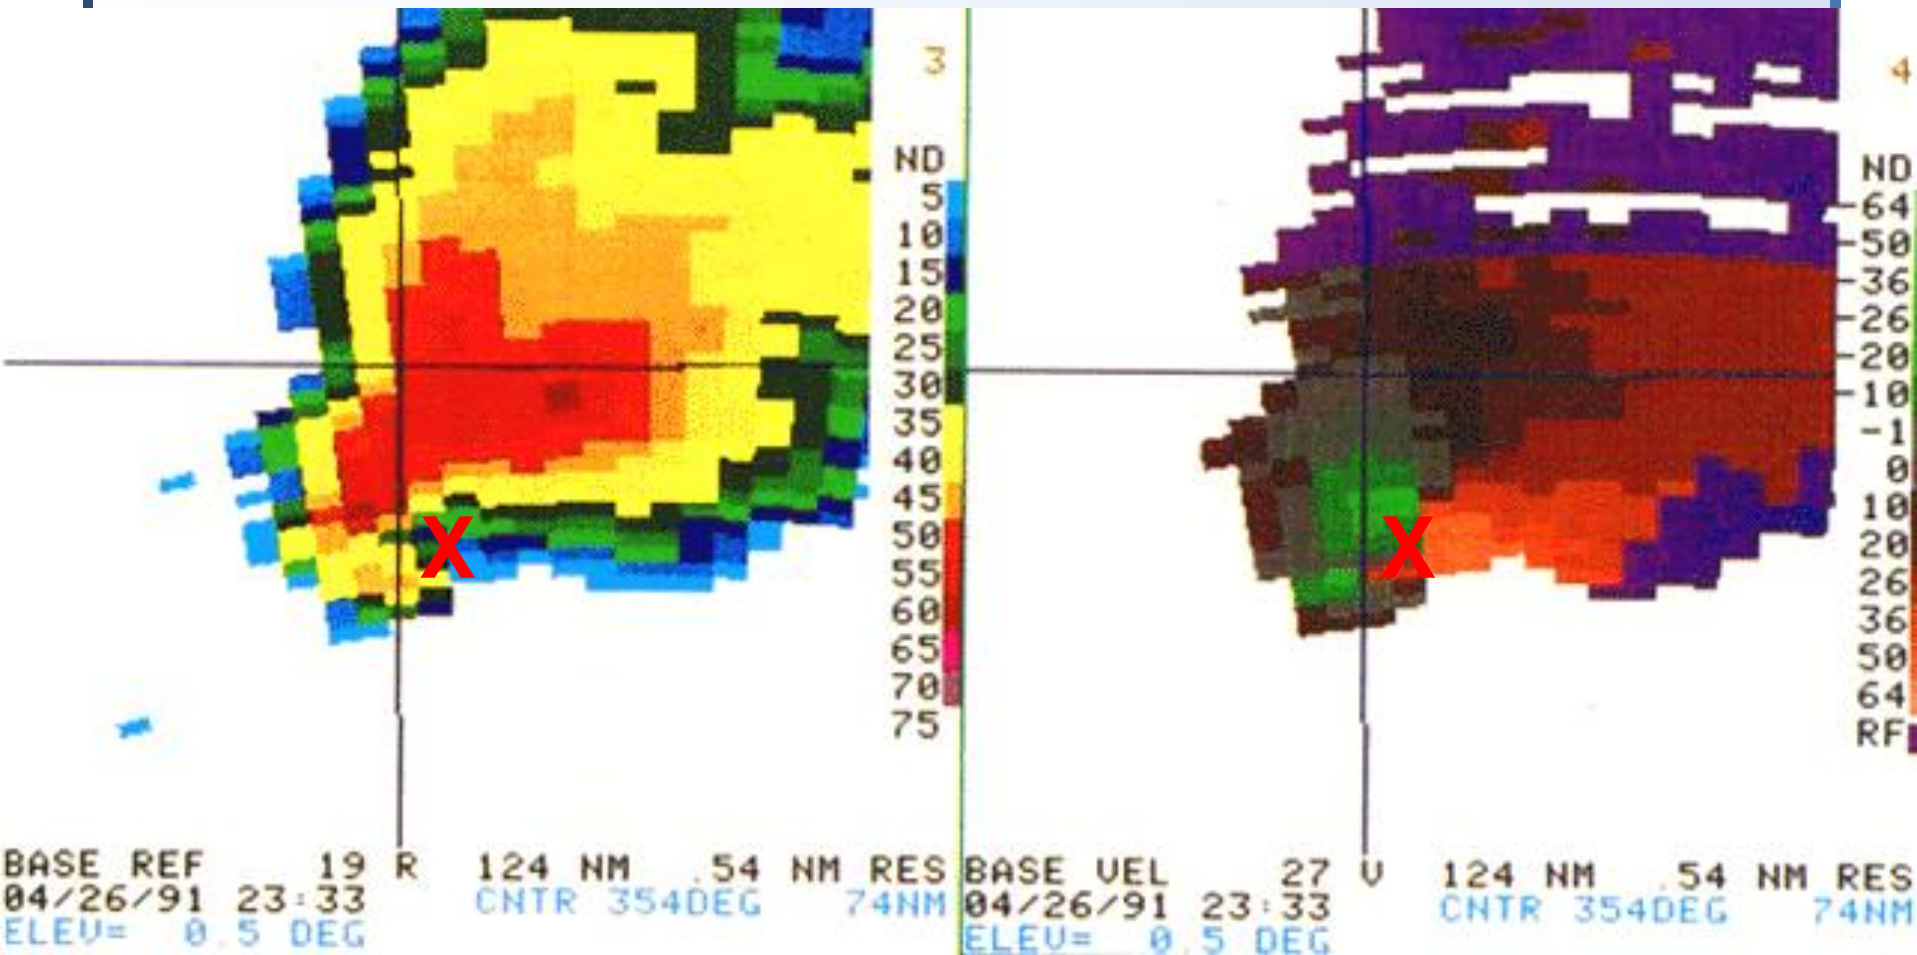 3
ND
5
10
15
20
25
30
35
40
45
50
55
60
65
70
75
X
BASE REF 19 R 124 NM .54 NM RES
04/26/91 23:33 CNTR 354DEG 74NM
ELEV= 0.5 DEG
4
ND
-64
-50
-36
-26
-20
-10
-1
0
10
20
26
36
50
64
RF
X
BASE VEL 27 V 124 NM .54 NM RES
04/26/91 23:33 CNTR 354DEG 74NM
ELEV= 0.5 DEG